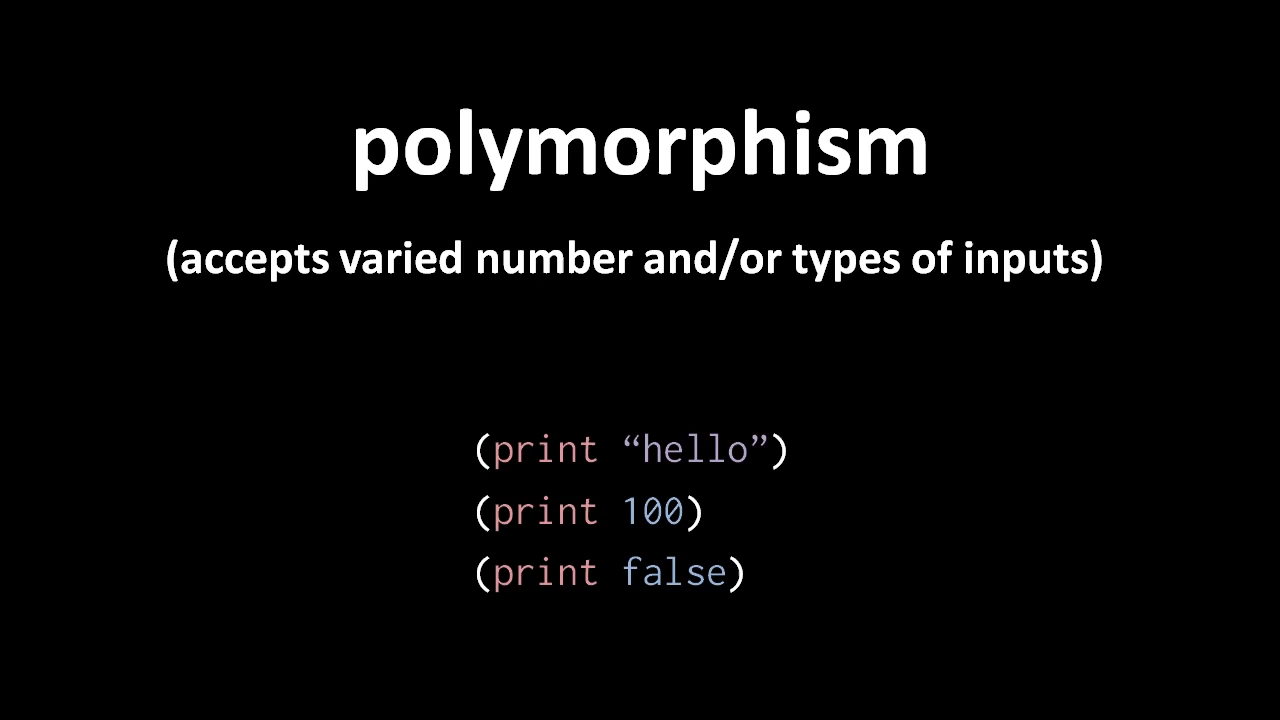 polymorphism
(accepts varied number and/or types of inputs)
(print “hello”)
(print 100)
(print false)